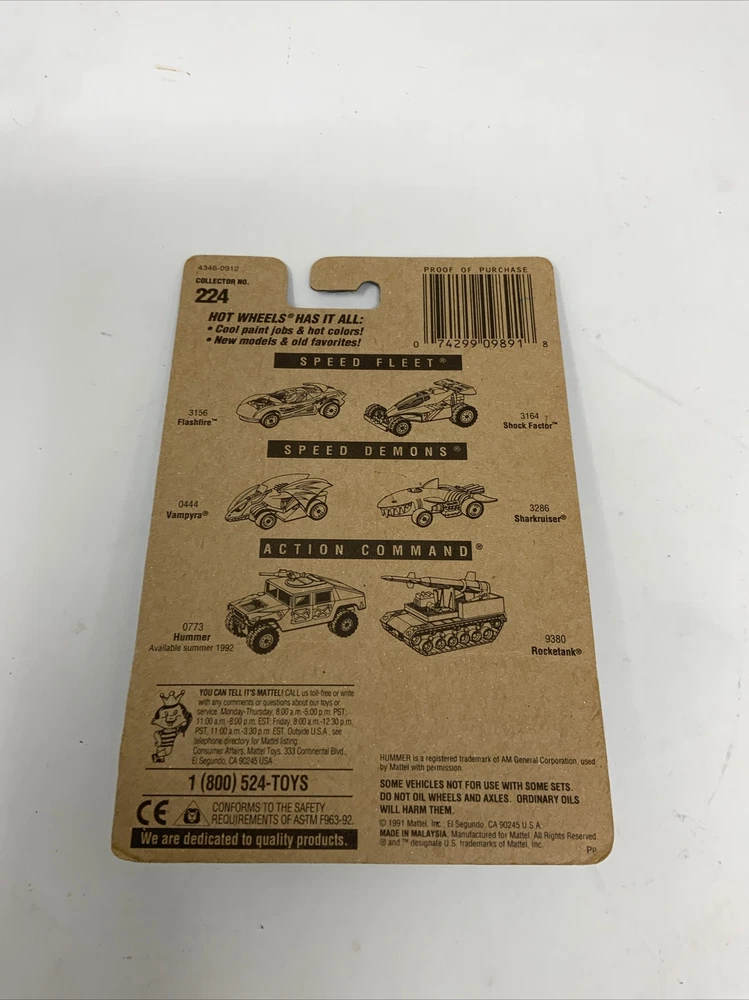 4346-0912
COLLECTOR NO.
224
HOT WHEELS® HAS IT ALL:
• Cool paint jobs & hot colors!
• New models & old favorites!
PROOF OF PURCHASE
0 74299 09891 8
SPEED FLEET®
3156
Flashfire™
3164
Shock Factor™
SPEED DEMONS®
0444
Vampyra®
3286
Sharkruiser®
ACTION COMMAND®
0773
Hummer
Available summer 1992
9380
Rocketank®
YOU CAN TELL IT'S MATTEL! CALL us toll-free or write
with any comments or questions about our toys or
service. Monday-Thursday, 8:00 a.m.-5:00 p.m. PST;
11:00 a.m.-8:00 p.m. EST; Friday, 8:00 a.m.-12:30 p.m.
PST, 11:00 a.m.-3:30 p.m. EST. Outside U.S.A., see
telephone directory for Mattel listing.
Consumer Affairs, Mattel Toys, 333 Continental Blvd.,
El Segundo, CA 90245 USA
1 (800) 524-TOYS
CE
CONFORMS TO THE SAFETY
REQUIREMENTS OF ASTM F963-92.
We are dedicated to quality products.
HUMMER is a registered trademark of AM General Corporation, used
by Mattel with permission.
SOME VEHICLES NOT FOR USE WITH SOME SETS.
DO NOT OIL WHEELS AND AXLES. ORDINARY OILS
WILL HARM THEM.
© 1991 Mattel, Inc., El Segundo, CA 90245 U.S.A.
MADE IN MALAYSIA. Manufactured for Mattel. All Rights Reserved.
® and ™ designate U.S. trademarks of Mattel, Inc.
Pp